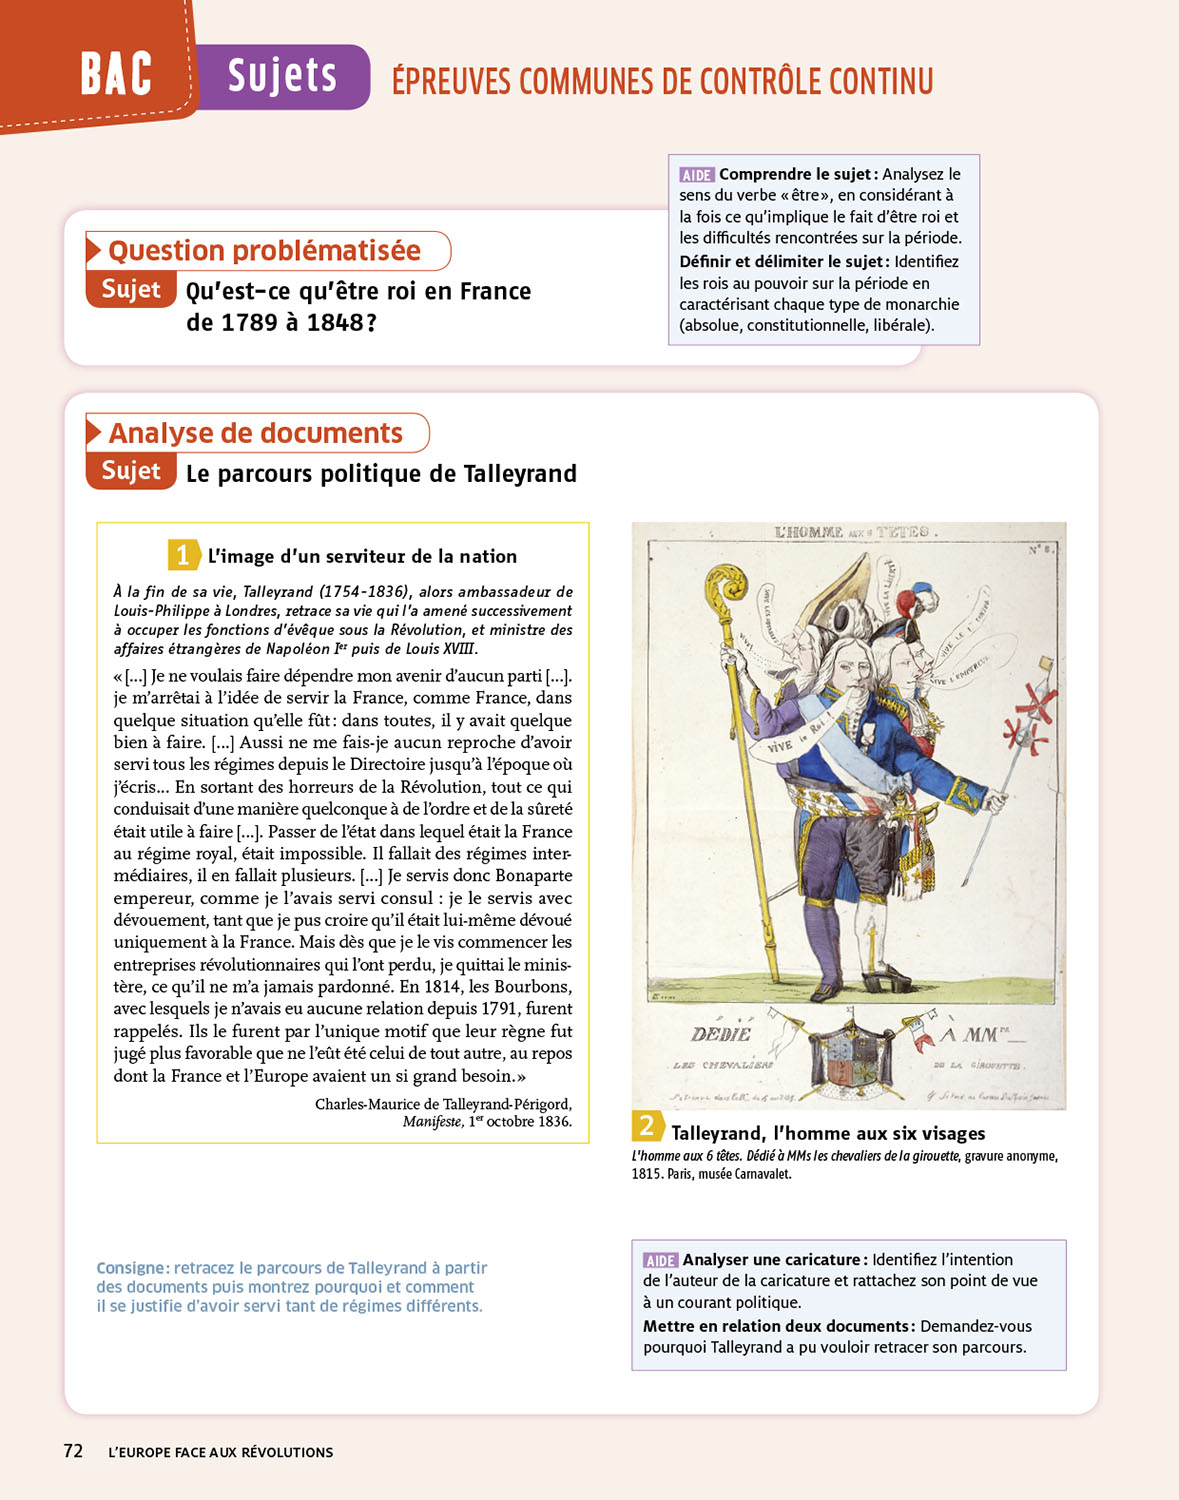 BAC
Sujets
ÉPREUVES COMMUNES DE CONTRÔLE CONTINU
AIDE Comprendre le sujet : Analysez le
sens du verbe « être », en considérant à
la fois ce qu’implique le fait d’être roi et
les difficultés rencontrées sur la période.
Définir et délimiter le sujet : Identifiez
les rois au pouvoir sur la période en
caractérisant chaque type de monarchie
(absolue, constitutionnelle, libérale).
Question problématisée
Sujet Qu’est-ce qu’être roi en France
de 1789 à 1848 ?
Analyse de documents
Sujet Le parcours politique de Talleyrand
1 L’image d’un serviteur de la nation
À la fin de sa vie, Talleyrand (1754-1836), alors ambassadeur de
Louis-Philippe à Londres, retrace sa vie qui l’a amené successivement
à occuper les fonctions d’évêque sous la Révolution, et ministre des
affaires étrangères de Napoléon Ier puis de Louis XVIII.
« [...] Je ne voulais faire dépendre mon avenir d’aucun parti [...].
je m’arrêtai à l’idée de servir la France, comme France, dans
quelque situation qu’elle fût : dans toutes, il y avait quelque
bien à faire. [...] Aussi ne me fais-je aucun reproche d’avoir
servi tous les régimes depuis le Directoire jusqu’à l’époque où
j’écris... En sortant des horreurs de la Révolution, tout ce qui
conduisait d’une manière quelconque à de l’ordre et de la sûreté
était utile à faire [...]. Passer de l’état dans lequel était la France
au régime royal, était impossible. Il fallait des régimes inter-
médiaires, il en fallait plusieurs. [...] Je servis donc Bonaparte
empereur, comme je l’avais servi consul : je le servis avec
dévouement, tant que je pus croire qu’il était lui-même dévoué
uniquement à la France. Mais dès que je le vis commencer les
entreprises révolutionnaires qui l’ont perdu, je quittai le minis-
tère, ce qu’il ne m’a jamais pardonné. En 1814, les Bourbons,
avec lesquels je n’avais eu aucune relation depuis 1791, furent
rappelés. Ils le furent par l’unique motif que leur règne fut
jugé plus favorable que ne l’eût été celui de tout autre, au repos
dont la France et l’Europe avaient un si grand besoin. »
Charles-Maurice de Talleyrand-Périgord,
Manifeste, 1er octobre 1836.
L'HOMME AUX 6 TÊTES.
N° 8.
VIVE LA LIBERTÉ
VIVE L'EMPEREUR
VIVE le Roi !
DÉDIÉ À MMrs
LES CHEVALIERS DE LA GIROUETTE.
2 Talleyrand, l’homme aux six visages
L’homme aux 6 têtes. Dédié à MMs les chevaliers de la girouette, gravure anonyme,
1815. Paris, musée Carnavalet.
Consigne : retracez le parcours de Talleyrand à partir
des documents puis montrez pourquoi et comment
il se justifie d’avoir servi tant de régimes différents.
AIDE Analyser une caricature : Identifiez l’intention
de l’auteur de la caricature et rattachez son point de vue
à un courant politique.
Mettre en relation deux documents : Demandez-vous
pourquoi Talleyrand a pu vouloir retracer son parcours.
72 L’EUROPE FACE AUX RÉVOLUTIONS